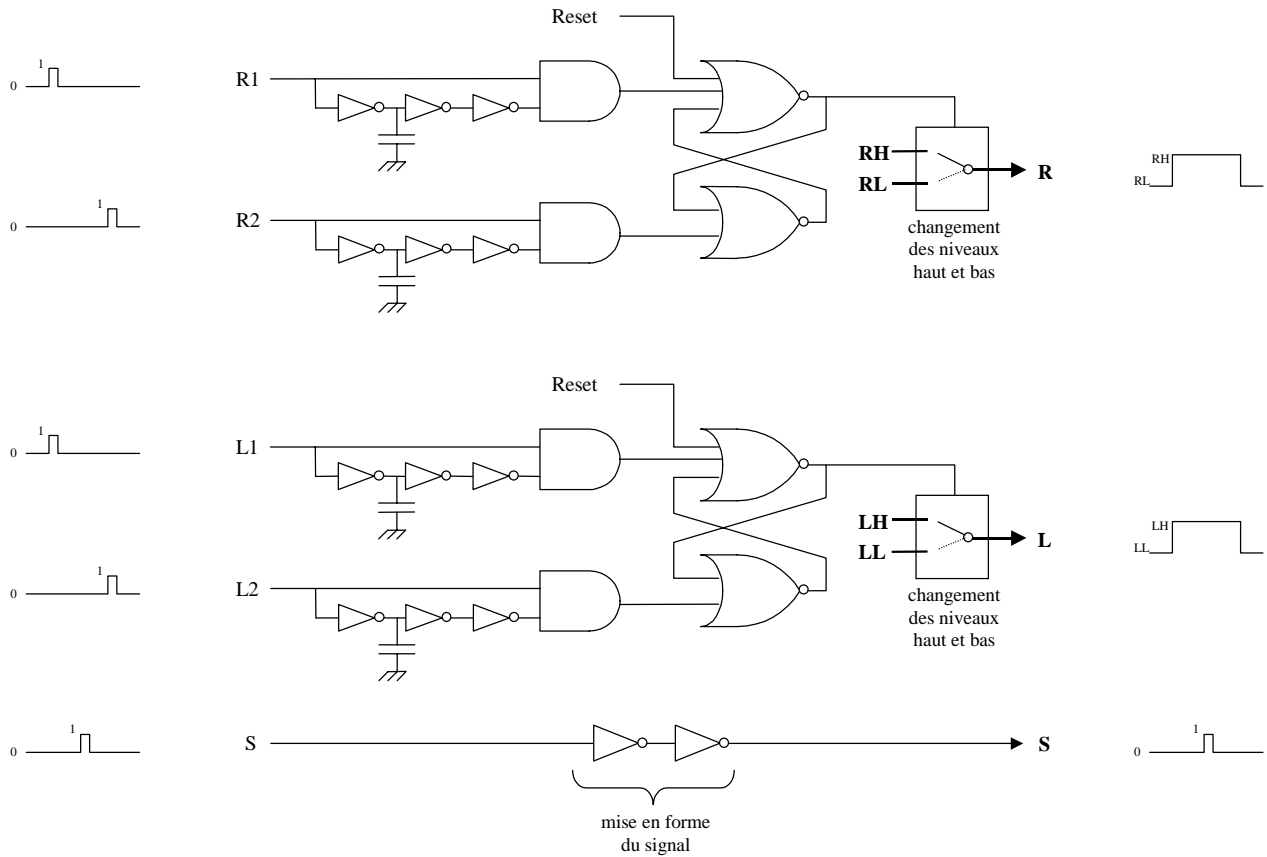 Reset
1
0
R1
RH
RL
R
RH
RL
1
0
R2
changement
des niveaux
haut et bas
Reset
1
0
L1
LH
LL
L
LH
LL
1
0
L2
changement
des niveaux
haut et bas
1
0
S
S
1
0
mise en forme
du signal